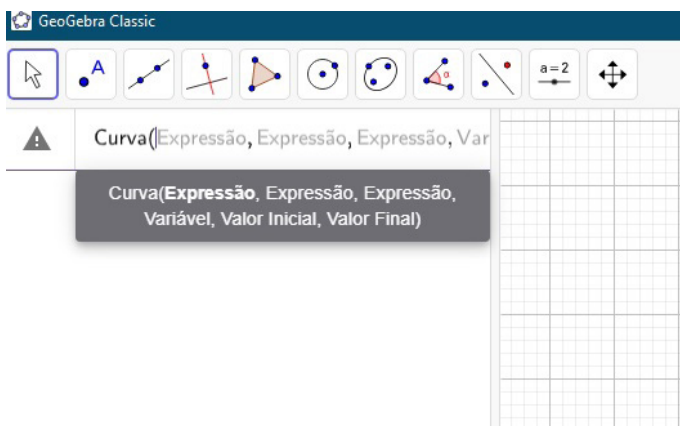 GeoGebra Classic
A
α
a=2
Curva(Expressão, Expressão, Expressão, Var
Curva(Expressão, Expressão, Expressão,
Variável, Valor Inicial, Valor Final)